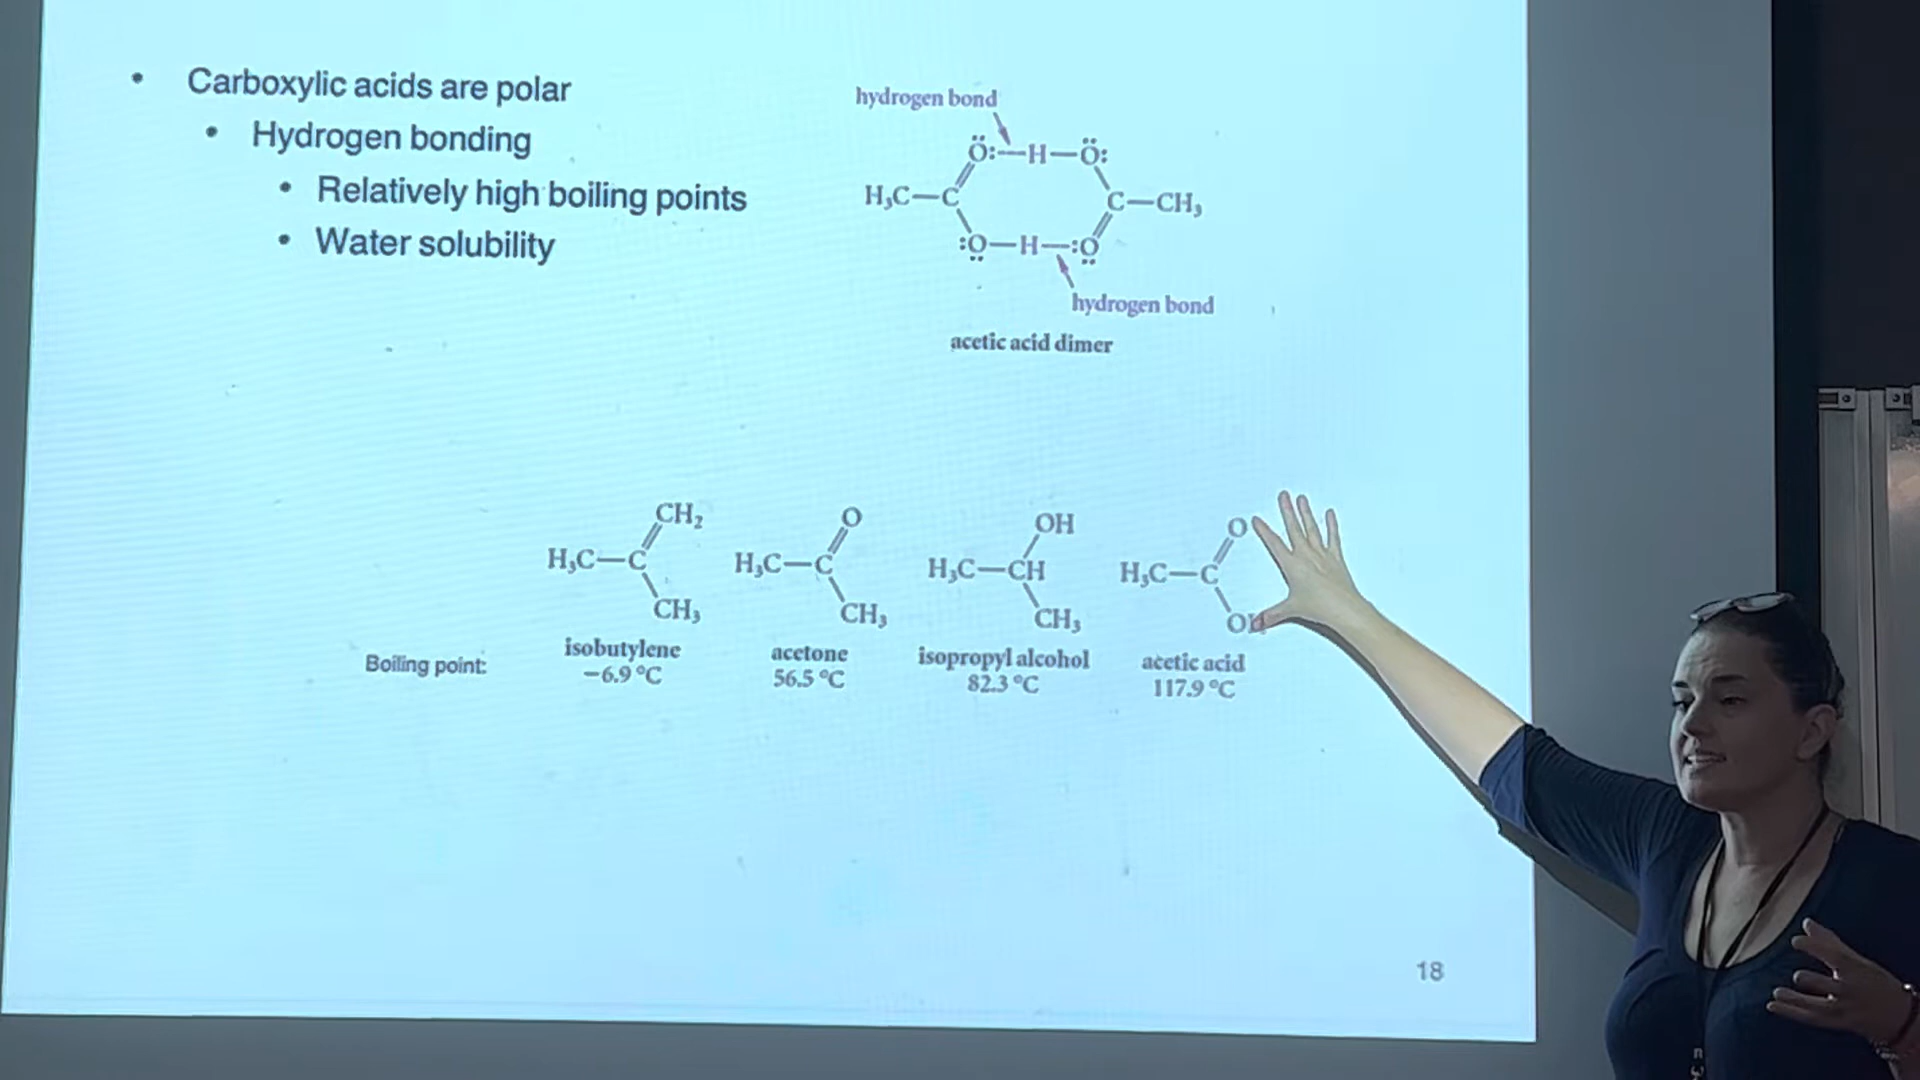 • Carboxylic acids are polar
• Hydrogen bonding
• Relatively high boiling points
• Water solubility
hydrogen bond
Ö:—H—Ö:
H₃C—C
C—CH₃
:O—H—:O
hydrogen bond
acetic acid dimer
CH₂
H₃C—C
CH₃
isobutylene
−6.9 °C
O
H₃C—C
CH₃
acetone
56.5 °C
OH
H₃C—CH
CH₃
isopropyl alcohol
82.3 °C
O
H₃C—C
OH
acetic acid
117.9 °C
Boiling point:
18